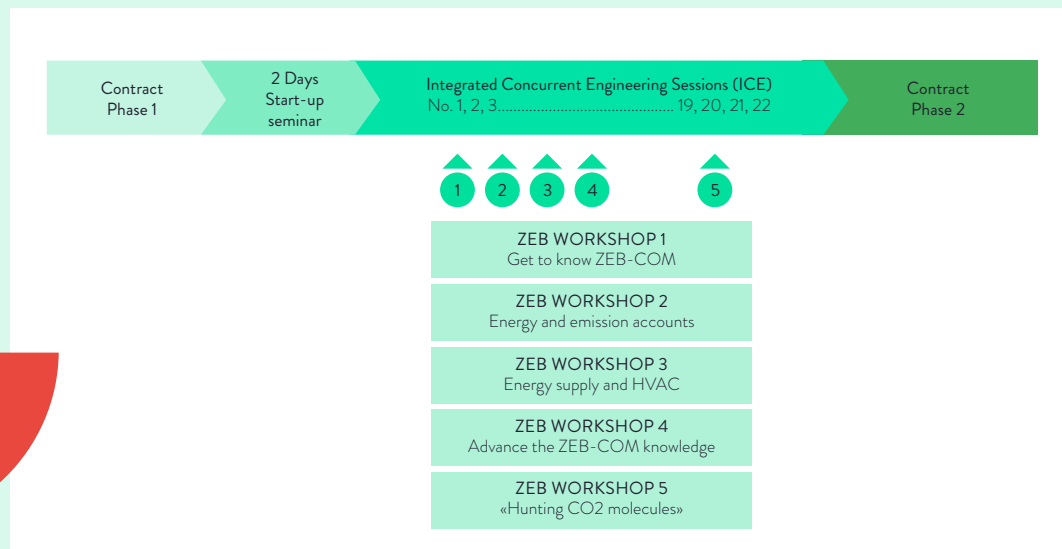 Contract
Phase 1
2 Days
Start-up
seminar
Integrated Concurrent Engineering Sessions (ICE)
No. 1, 2, 3............................................. 19, 20, 21, 22
Contract
Phase 2
1
2
3
4
5
ZEB WORKSHOP 1
Get to know ZEB-COM
ZEB WORKSHOP 2
Energy and emission accounts
ZEB WORKSHOP 3
Energy supply and HVAC
ZEB WORKSHOP 4
Advance the ZEB-COM knowledge
ZEB WORKSHOP 5
«Hunting CO2 molecules»